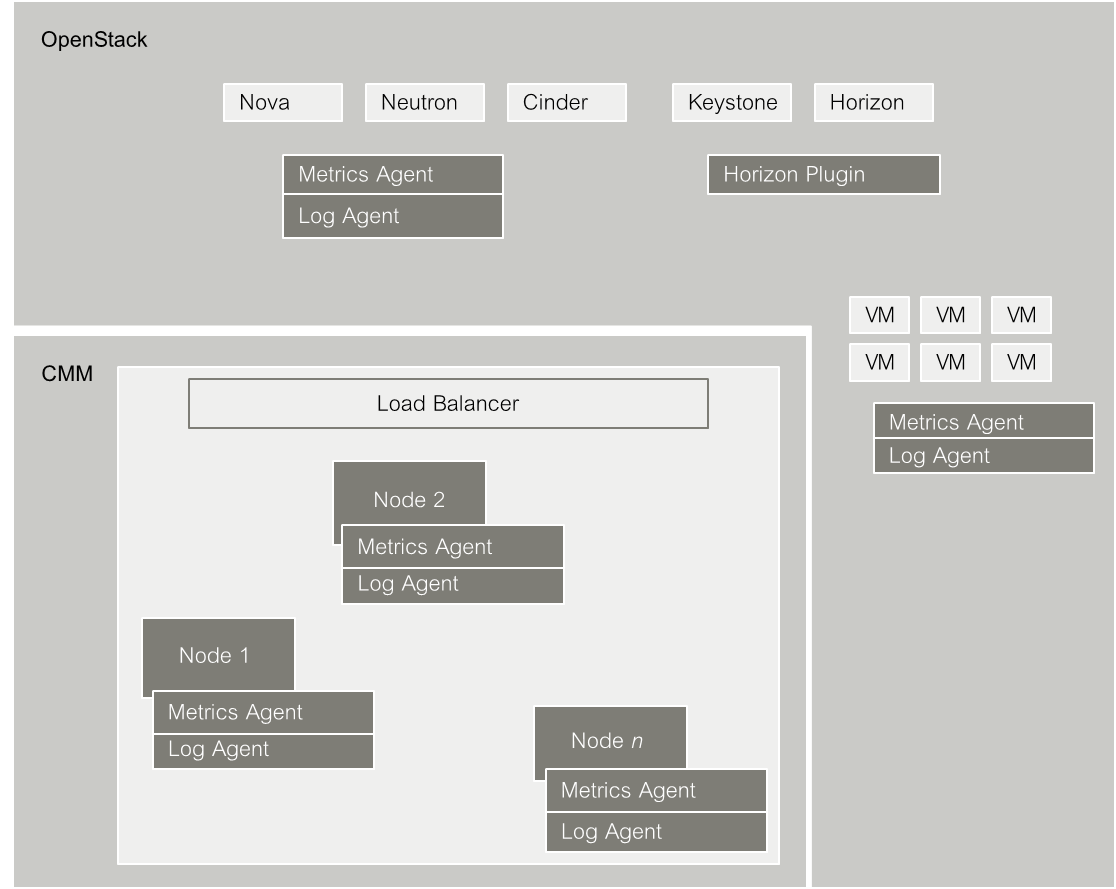 OpenStack
Nova
Neutron
Cinder
Keystone
Horizon
Metrics Agent
Log Agent
Horizon Plugin
VM
VM
VM
VM
VM
VM
Metrics Agent
Log Agent
CMM
Load Balancer
Node 2
Metrics Agent
Log Agent
Node 1
Metrics Agent
Log Agent
Node n
Metrics Agent
Log Agent